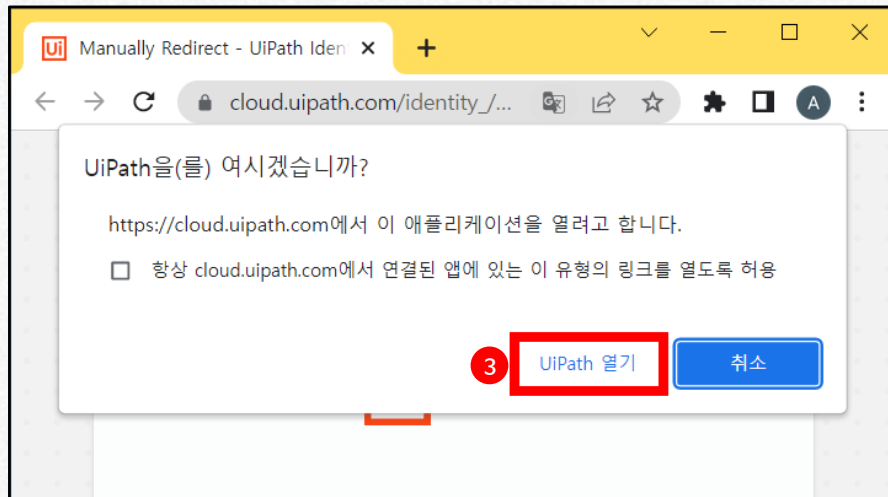 Ui Manually Redirect - UiPath Iden
cloud.uipath.com/identity_/...
A
UiPath을(를) 여시겠습니까?
https://cloud.uipath.com에서 이 애플리케이션을 열려고 합니다.
항상 cloud.uipath.com에서 연결된 앱에 있는 이 유형의 링크를 열도록 허용
3 UiPath 열기 취소